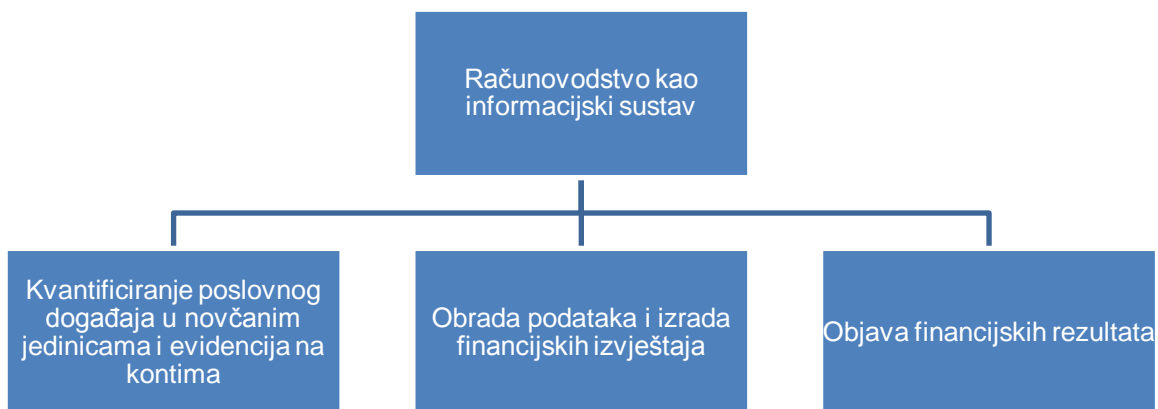 Računovodstvo kao
informacijski sustav
Kvantificiranje poslovnog
događaja u novčanim
jedinicama i evidencija na
kontima
Obrada podataka i izrada
financijskih izvještaja
Objava financijskih rezultata